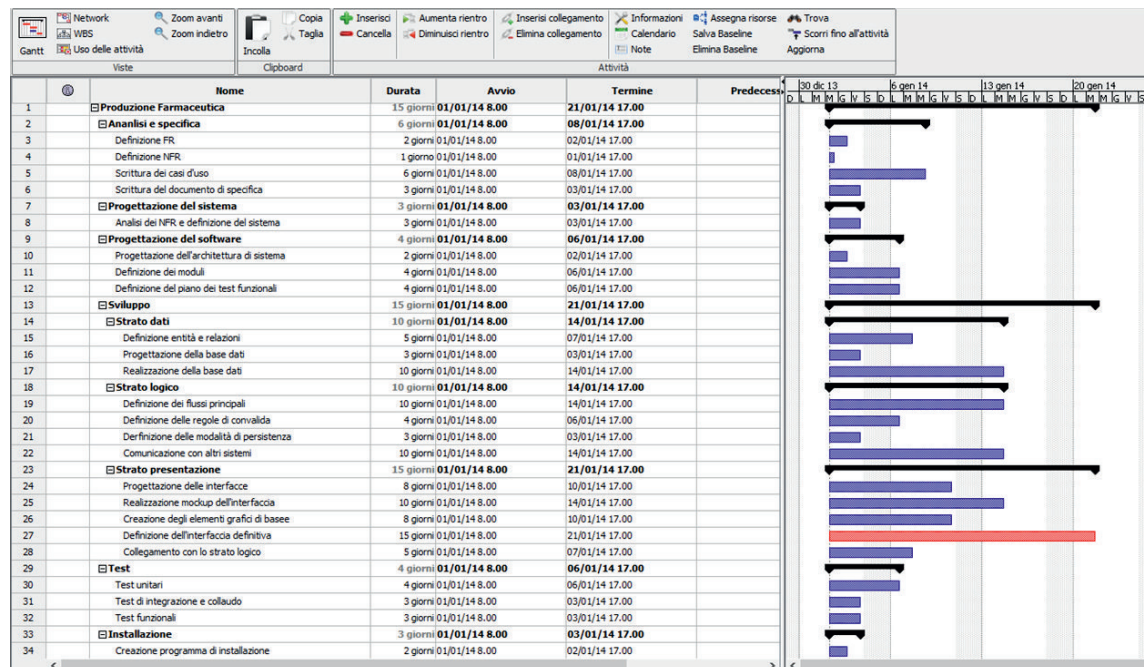 Network Zoom avanti Copia Inserisci Aumenta rientro Inserisi collegamento Informazioni Assegna risorse Trova
WBS Zoom indietro Taglia Cancella Diminuisci rientro Elimina collegamento Calendario Salva Baseline Scorri fino all'attività
Gantt Uso delle attività Incolla Note Elimina Baseline Aggiorna
Viste Clipboard Attività
Nome Durata Avvio Termine Predecess
30 dic 13 6 gen 14 13 gen 14 20 gen 14
D L M M G V S D L M M G V S D L M M G V S D L M M G V S
1 Produzione Farmaceutica 15 giorni 01/01/14 8.00 21/01/14 17.00
2 Ananlisi e specifica 6 giorni 01/01/14 8.00 08/01/14 17.00
3 Definizione FR 2 giorni 01/01/14 8.00 02/01/14 17.00
4 Definizione NFR 1 giorno 01/01/14 8.00 01/01/14 17.00
5 Scrittura dei casi d'uso 6 giorni 01/01/14 8.00 08/01/14 17.00
6 Scrittura del documento di specifica 3 giorni 01/01/14 8.00 03/01/14 17.00
7 Progettazione del sistema 3 giorni 01/01/14 8.00 03/01/14 17.00
8 Analisi dei NFR e definizione del sistema 3 giorni 01/01/14 8.00 03/01/14 17.00
9 Progettazione del software 4 giorni 01/01/14 8.00 06/01/14 17.00
10 Progettazione dell'architettura di sistema 2 giorni 01/01/14 8.00 02/01/14 17.00
11 Definizione dei moduli 4 giorni 01/01/14 8.00 06/01/14 17.00
12 Definizione del piano dei test funzionali 4 giorni 01/01/14 8.00 06/01/14 17.00
13 Sviluppo 15 giorni 01/01/14 8.00 21/01/14 17.00
14 Strato dati 10 giorni 01/01/14 8.00 14/01/14 17.00
15 Definizione entità e relazioni 5 giorni 01/01/14 8.00 07/01/14 17.00
16 Progettazione della base dati 3 giorni 01/01/14 8.00 03/01/14 17.00
17 Realizzazione della base dati 10 giorni 01/01/14 8.00 14/01/14 17.00
18 Strato logico 10 giorni 01/01/14 8.00 14/01/14 17.00
19 Definizione dei flussi principali 10 giorni 01/01/14 8.00 14/01/14 17.00
20 Definizione delle regole di convalida 4 giorni 01/01/14 8.00 06/01/14 17.00
21 Derfinizione delle modalità di persistenza 3 giorni 01/01/14 8.00 03/01/14 17.00
22 Comunicazione con altri sistemi 10 giorni 01/01/14 8.00 14/01/14 17.00
23 Strato presentazione 15 giorni 01/01/14 8.00 21/01/14 17.00
24 Progettazione delle interfacce 8 giorni 01/01/14 8.00 10/01/14 17.00
25 Realizzazione mockup dell'interfaccia 10 giorni 01/01/14 8.00 14/01/14 17.00
26 Creazione degli elementi grafici di basee 8 giorni 01/01/14 8.00 10/01/14 17.00
27 Definizione dell'interfaccia definitiva 15 giorni 01/01/14 8.00 21/01/14 17.00
28 Collegamento con lo strato logico 5 giorni 01/01/14 8.00 07/01/14 17.00
29 Test 4 giorni 01/01/14 8.00 06/01/14 17.00
30 Test unitari 4 giorni 01/01/14 8.00 06/01/14 17.00
31 Test di integrazione e collaudo 3 giorni 01/01/14 8.00 03/01/14 17.00
32 Test funzionali 3 giorni 01/01/14 8.00 03/01/14 17.00
33 Installazione 3 giorni 01/01/14 8.00 03/01/14 17.00
34 Creazione programma di installazione 2 giorni 01/01/14 8.00 02/01/14 17.00